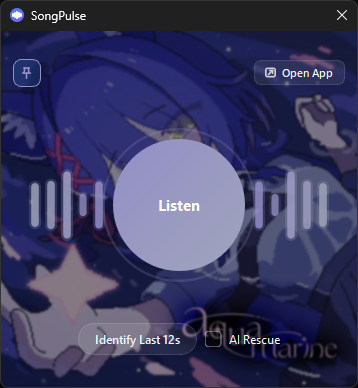 SongPulse
Open App
Listen
aqua
marine
Identify Last 12s
AI Rescue